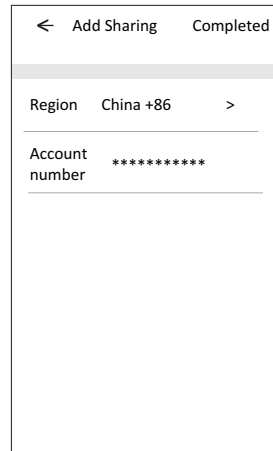 ← Add Sharing Completed
Region China +86 >
Account
number ***********